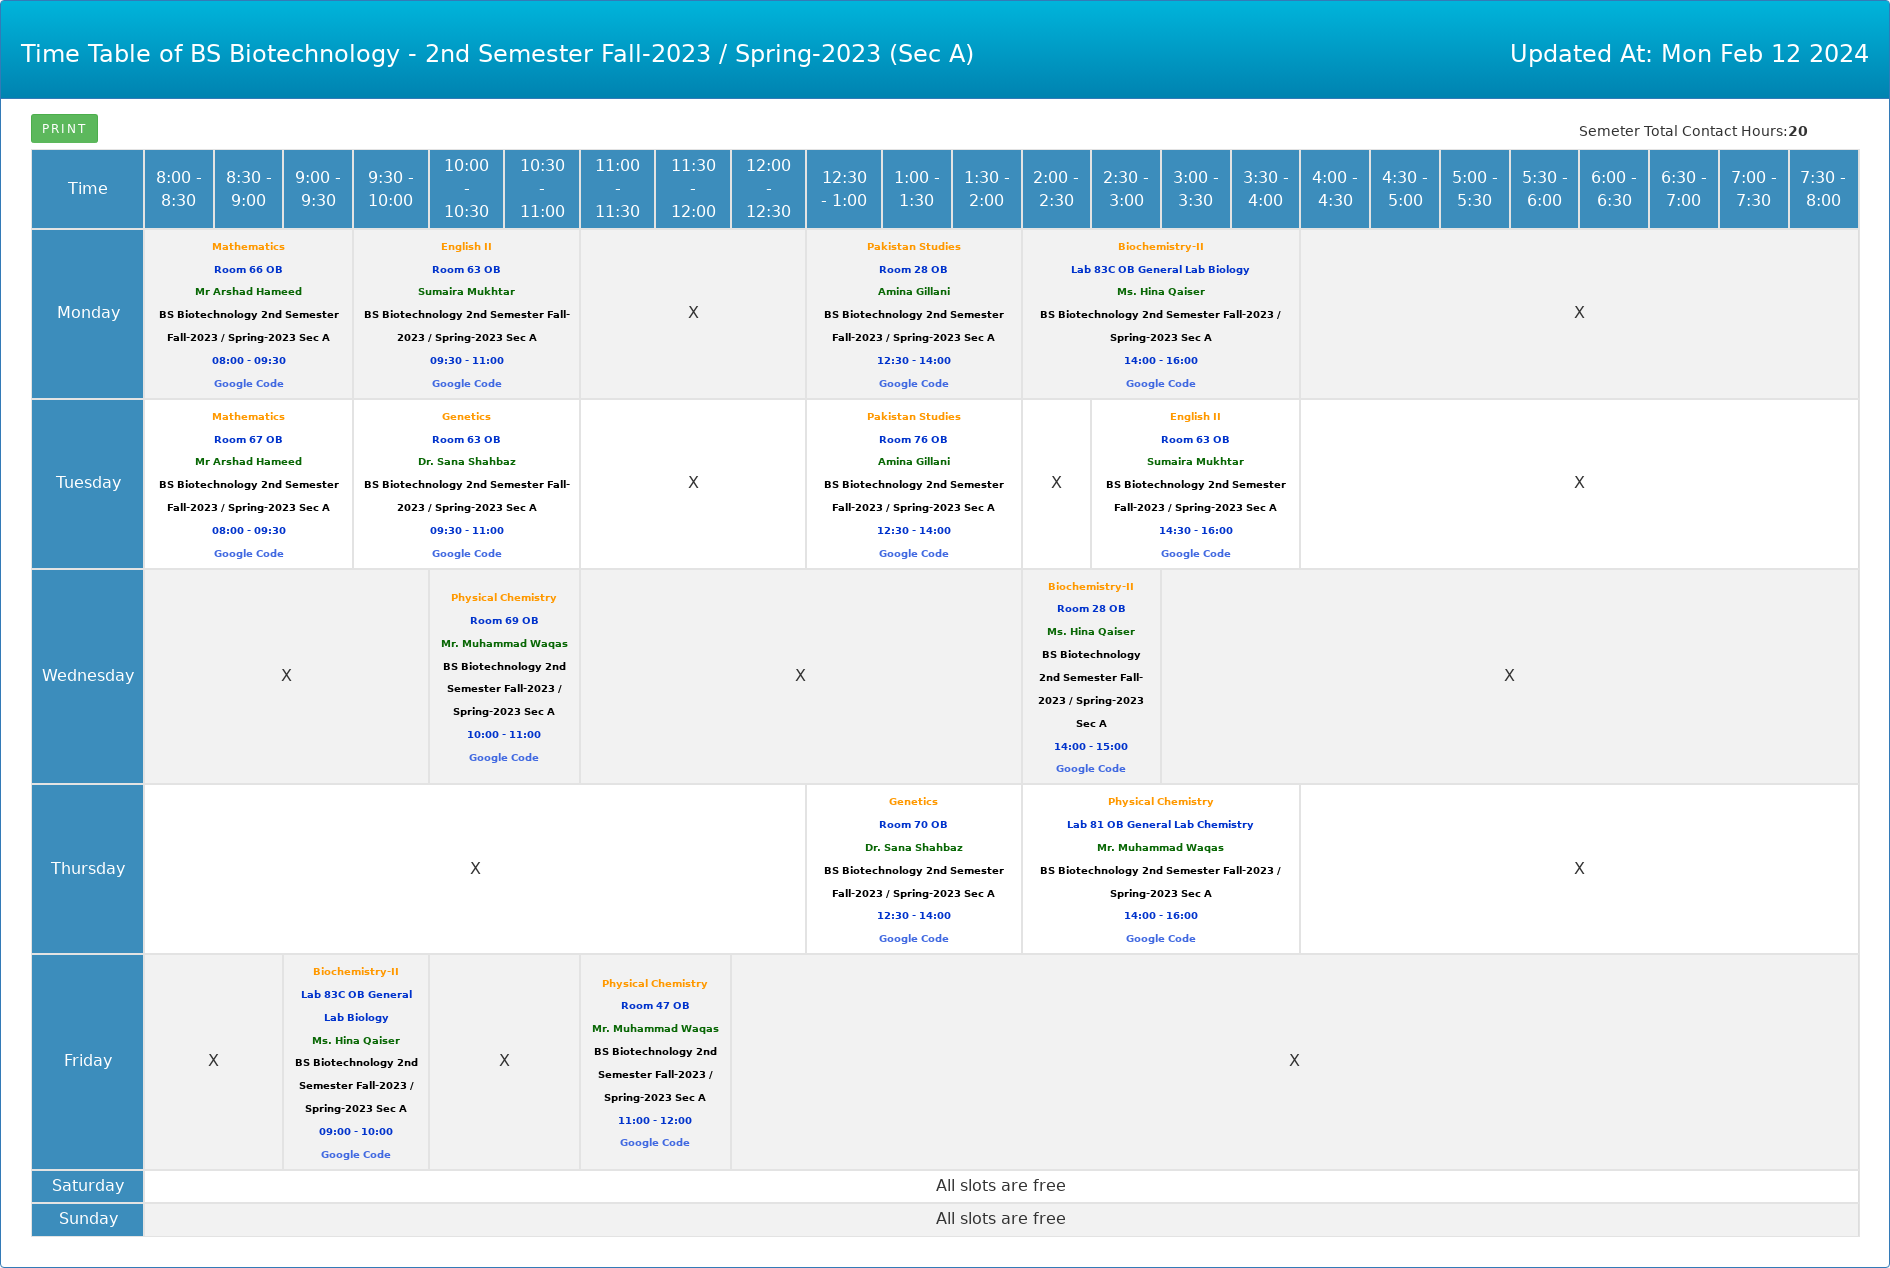 Time Table of BS Biotechnology - 2nd Semester Fall-2023 / Spring-2023 (Sec A)
Updated At: Mon Feb 12 2024
PRINT
Semeter Total Contact Hours:20
Time
8:00 -
8:30
8:30 -
9:00
9:00 -
9:30
9:30 -
10:00
10:00
-
10:30
10:30
-
11:00
11:00
-
11:30
11:30
-
12:00
12:00
-
12:30
12:30
- 1:00
1:00 -
1:30
1:30 -
2:00
2:00 -
2:30
2:30 -
3:00
3:00 -
3:30
3:30 -
4:00
4:00 -
4:30
4:30 -
5:00
5:00 -
5:30
5:30 -
6:00
6:00 -
6:30
6:30 -
7:00
7:00 -
7:30
7:30 -
8:00
Monday
Mathematics
Room 66 OB
Mr Arshad Hameed
BS Biotechnology 2nd Semester
Fall-2023 / Spring-2023 Sec A
08:00 - 09:30
Google Code
English II
Room 63 OB
Sumaira Mukhtar
BS Biotechnology 2nd Semester Fall-
2023 / Spring-2023 Sec A
09:30 - 11:00
Google Code
X
Pakistan Studies
Room 28 OB
Amina Gillani
BS Biotechnology 2nd Semester
Fall-2023 / Spring-2023 Sec A
12:30 - 14:00
Google Code
Biochemistry-II
Lab 83C OB General Lab Biology
Ms. Hina Qaiser
BS Biotechnology 2nd Semester Fall-2023 /
Spring-2023 Sec A
14:00 - 16:00
Google Code
X
Tuesday
Mathematics
Room 67 OB
Mr Arshad Hameed
BS Biotechnology 2nd Semester
Fall-2023 / Spring-2023 Sec A
08:00 - 09:30
Google Code
Genetics
Room 63 OB
Dr. Sana Shahbaz
BS Biotechnology 2nd Semester Fall-
2023 / Spring-2023 Sec A
09:30 - 11:00
Google Code
X
Pakistan Studies
Room 76 OB
Amina Gillani
BS Biotechnology 2nd Semester
Fall-2023 / Spring-2023 Sec A
12:30 - 14:00
Google Code
X
English II
Room 63 OB
Sumaira Mukhtar
BS Biotechnology 2nd Semester
Fall-2023 / Spring-2023 Sec A
14:30 - 16:00
Google Code
X
Wednesday
X
Physical Chemistry
Room 69 OB
Mr. Muhammad Waqas
BS Biotechnology 2nd
Semester Fall-2023 /
Spring-2023 Sec A
10:00 - 11:00
Google Code
X
Biochemistry-II
Room 28 OB
Ms. Hina Qaiser
BS Biotechnology
2nd Semester Fall-
2023 / Spring-2023
Sec A
14:00 - 15:00
Google Code
X
Thursday
X
Genetics
Room 70 OB
Dr. Sana Shahbaz
BS Biotechnology 2nd Semester
Fall-2023 / Spring-2023 Sec A
12:30 - 14:00
Google Code
Physical Chemistry
Lab 81 OB General Lab Chemistry
Mr. Muhammad Waqas
BS Biotechnology 2nd Semester Fall-2023 /
Spring-2023 Sec A
14:00 - 16:00
Google Code
X
Friday
X
Biochemistry-II
Lab 83C OB General
Lab Biology
Ms. Hina Qaiser
BS Biotechnology 2nd
Semester Fall-2023 /
Spring-2023 Sec A
09:00 - 10:00
Google Code
X
Physical Chemistry
Room 47 OB
Mr. Muhammad Waqas
BS Biotechnology 2nd
Semester Fall-2023 /
Spring-2023 Sec A
11:00 - 12:00
Google Code
X
Saturday
All slots are free
Sunday
All slots are free